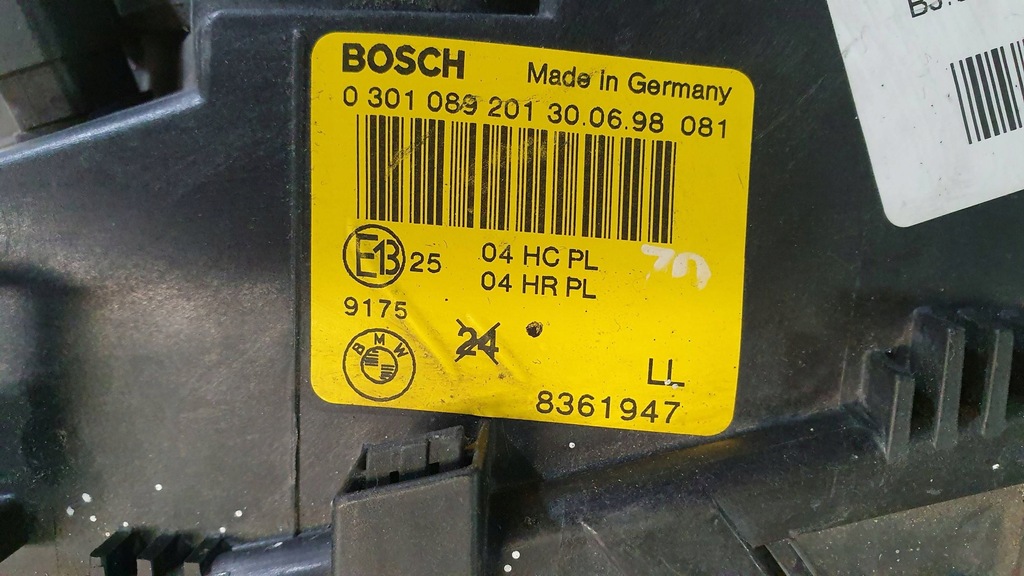 BOSCH
Made in Germany
0 301 089 201 30.06.98 081
E13 25
04 HC PL
04 HR PL
9175
BMW
24
LL
8361947